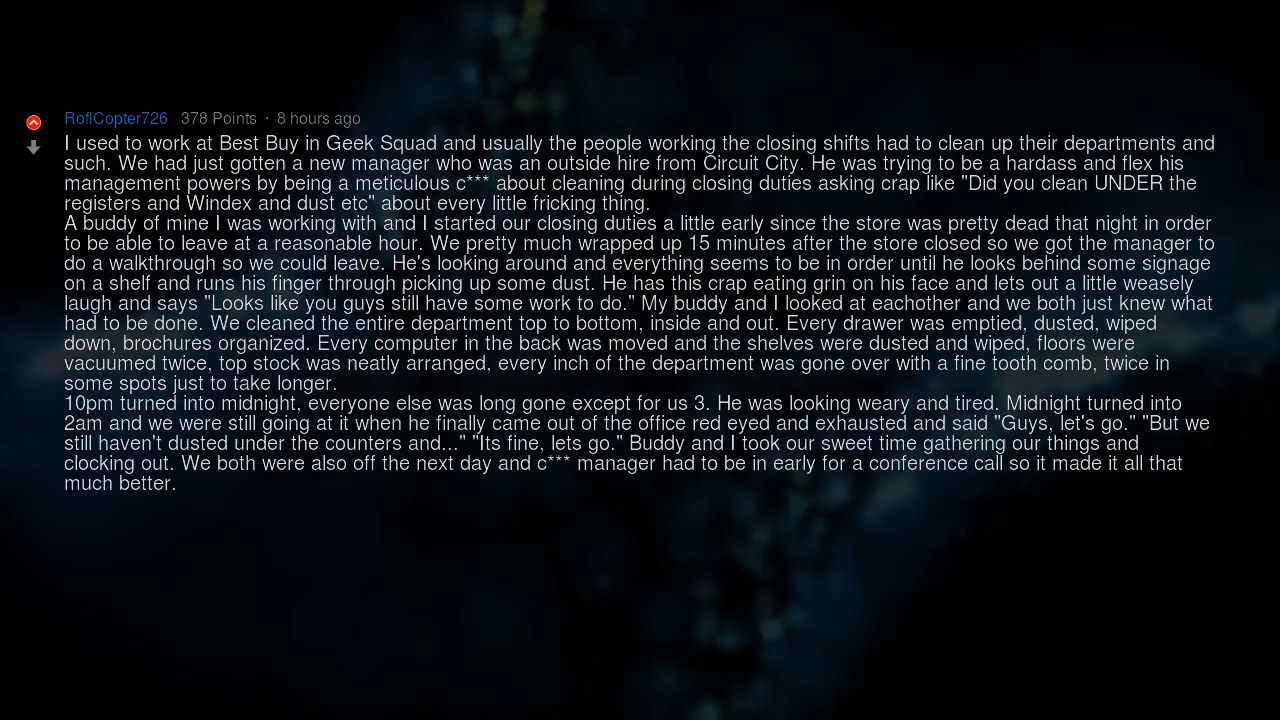 RoflCopter726 378 Points · 8 hours ago
I used to work at Best Buy in Geek Squad and usually the people working the closing shifts had to clean up their departments and
such. We had just gotten a new manager who was an outside hire from Circuit City. He was trying to be a hardass and flex his
management powers by being a meticulous c*** about cleaning during closing duties asking crap like "Did you clean UNDER the
registers and Windex and dust etc" about every little fricking thing.
A buddy of mine I was working with and I started our closing duties a little early since the store was pretty dead that night in order
to be able to leave at a reasonable hour. We pretty much wrapped up 15 minutes after the store closed so we got the manager to
do a walkthrough so we could leave. He's looking around and everything seems to be in order until he looks behind some signage
on a shelf and runs his finger through picking up some dust. He has this crap eating grin on his face and lets out a little weasely
laugh and says "Looks like you guys still have some work to do." My buddy and I looked at eachother and we both just knew what
had to be done. We cleaned the entire department top to bottom, inside and out. Every drawer was emptied, dusted, wiped
down, brochures organized. Every computer in the back was moved and the shelves were dusted and wiped, floors were
vacuumed twice, top stock was neatly arranged, every inch of the department was gone over with a fine tooth comb, twice in
some spots just to take longer.
10pm turned into midnight, everyone else was long gone except for us 3. He was looking weary and tired. Midnight turned into
2am and we were still going at it when he finally came out of the office red eyed and exhausted and said "Guys, let's go." "But we
still haven't dusted under the counters and..." "Its fine, lets go." Buddy and I took our sweet time gathering our things and
clocking out. We both were also off the next day and c*** manager had to be in early for a conference call so it made it all that
much better.